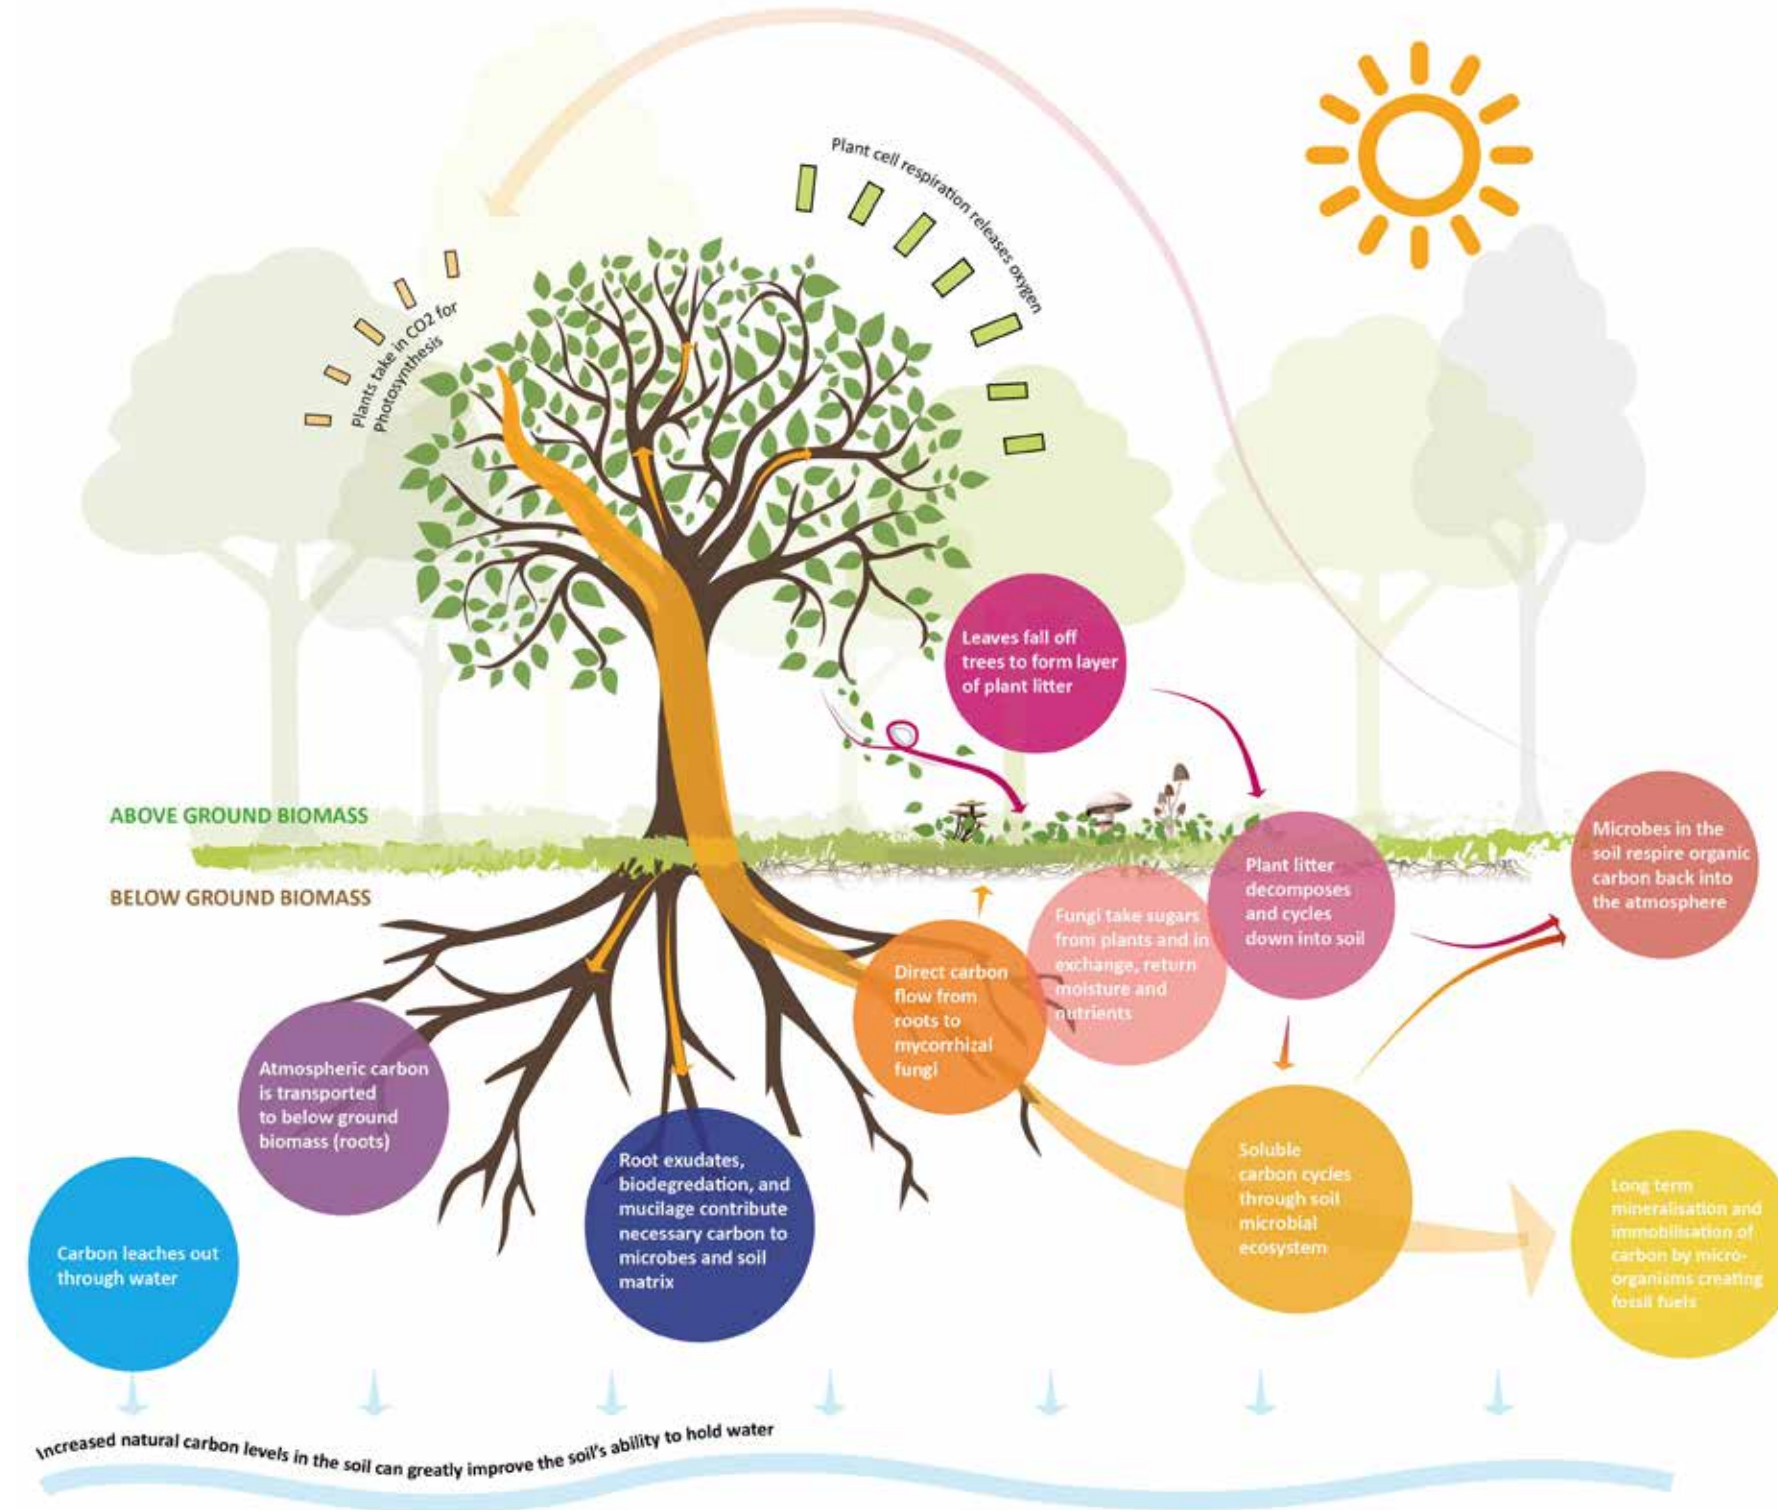 Plant cell respiration releases oxygen
Plants take in CO2 for
Photosynthesis
Leaves fall off
trees to form layer
of plant litter
ABOVE GROUND BIOMASS
BELOW GROUND BIOMASS
Microbes in the
soil respire organic
carbon back into
the atmosphere
Plant litter
decomposes
and cycles
down into soil
Fungi take sugars
from plants and in
exchange, return
moisture and
nutrients
Direct carbon
flow from
roots to
mycorrhizal
fungi
Atmospheric carbon
is transported
to below ground
biomass (roots)
Root exudates,
biodegredation, and
mucilage contribute
necessary carbon to
microbes and soil
matrix
Soluble
carbon cycles
through soil
microbial
ecosystem
Long term
mineralisation and
immobilisation of
carbon by micro-
organisms creating
fossil fuels
Carbon leaches out
through water
Increased natural carbon levels in the soil can greatly improve the soil's ability to hold water